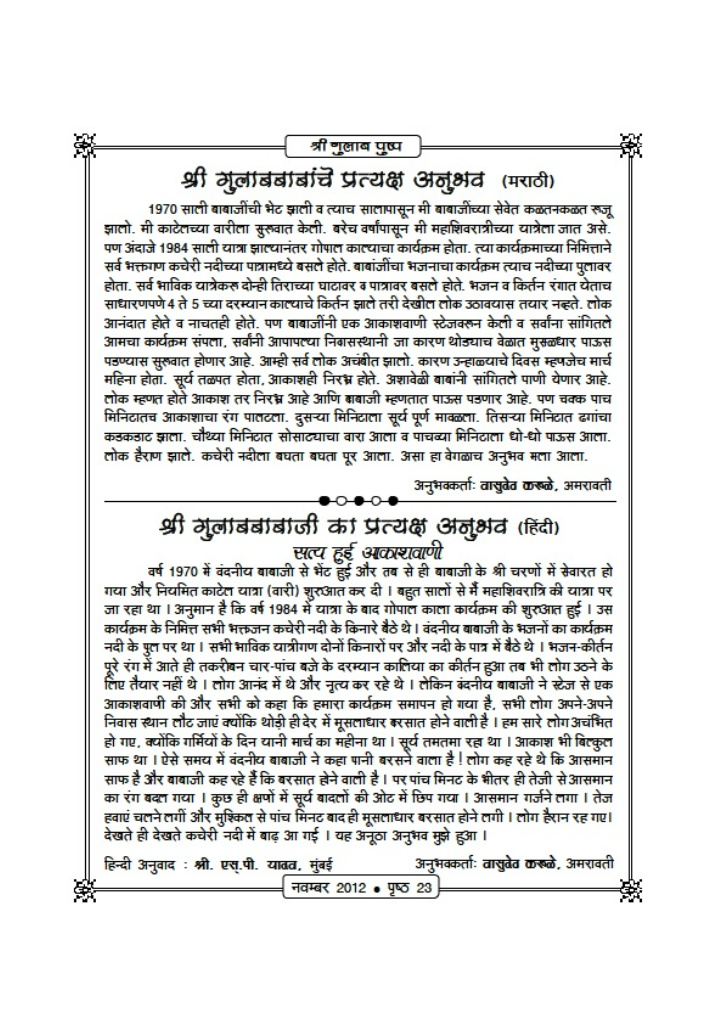 श्री गुलाब पुष्प
श्री गुलाबबाबांचे प्रत्यक्ष अनुभव (मराठी)
1970 साली बाबाजींची भेट झाली व त्याच सालापासून मी बाबाजींच्या सेवेत कळतनकळत रुजू
झालो. मी काटेलच्या वारीला सुरुवात केली. बरेच वर्षांपासून मी महाशिवरात्रीच्या यात्रेला जात असे.
पण अंदाजे 1984 साली यात्रा झाल्यानंतर गोपाल काल्याचा कार्यक्रम होता. त्या कार्यक्रमाच्या निमित्ताने
सर्व भक्तगण कचेरी नदीच्या पात्रामध्ये बसले होते. बाबांजींचा भजनाचा कार्यक्रम त्याच नदीच्या पुलावर
होता. सर्व भाविक यात्रेकरू दोन्ही तिराच्या घाटावर व पात्रावर बसले होते. भजन व किर्तन रंगात येताच
साधारणपणे 4 ते 5 च्या दरम्यान काल्याचे किर्तन झाले तरी देखील लोक उठावयास तयार नव्हते. लोक
आनंदात होते व नाचतही होते. पण बाबाजींनी एक आकाशवाणी स्टेजवरून केली व सर्वांना सांगितले
आमचा कार्यक्रम संपला, सर्वांनी आपापल्या निवासस्थानी जा कारण थोड्याच वेळात मुसळधार पाऊस
पडण्यास सुरूवात होणार आहे. आम्ही सर्व लोक अचंबीत झालो. कारण उन्हाळ्याचे दिवस म्हणजेच मार्च
महिना होता. सूर्य तळपत होता, आकाशही निरभ्र होते. अशावेळी बाबांनी सांगितले पाणी येणार आहे.
लोक म्हणत होते आकाश तर निरभ्र आहे आणि बाबाजी म्हणतात पाऊस पडणार आहे. पण चक्क पाच
मिनिटातच आकाशाचा रंग पालटला. दुसऱ्या मिनिटाला सूर्य पूर्ण मावळला. तिसऱ्या मिनिटात ढगांचा
कडकडाट झाला. चौथ्या मिनिटात सोसाट्याचा वारा आला व पाचव्या मिनिटाला धो-धो पाऊस आला.
लोक हैराण झाले. कचेरी नदीला बघता बघता पूर आला. असा हा वेगळाच अनुभव मला आला.
अनुभवकर्ताः वासुदेव करुळे, अमरावती
श्री गुलाबबाबाजी का प्रत्यक्ष अनुभव (हिंदी)
सत्य हुई आकाशवाणी
वर्ष 1970 में वंदनीय बाबाजी से भेंट हुई और तब से ही बाबाजी के श्री चरणों में सेवारत हो
गया और नियमित काटेल यात्रा (वारी) शुरुआत कर दी । बहुत सालों से मैं महाशिवरात्रि की यात्रा पर
जा रहा था । अनुमान है कि वर्ष 1984 में यात्रा के बाद गोपाल काला कार्यक्रम की शुरुआत हुई । उस
कार्यक्रम के निमित्त सभी भक्तजन कचेरी नदी के किनारे बैठे थे । वंदनीय बाबाजी के भजनों का कार्यक्रम
नदी के पुल पर था । सभी भाविक यात्रीगण दोनों किनारों पर और नदी के पात्र में बैठे थे । भजन-कीर्तन
पूरे रंग में आते ही तकरीबन चार-पांच बजे के दरम्यान कालिया का कीर्तन हुआ तब भी लोग उठने के
लिए तैयार नहीं थे । लोग आनंद में थे और नृत्य कर रहे थे । लेकिन वंदनीय बाबाजी ने स्टेज से एक
आकाशवाणी की और सभी को कहा कि हमारा कार्यक्रम समापन हो गया है, सभी लोग अपने-अपने
निवास स्थान लौट जाएं क्योंकि थोड़ी ही देर में मूसलाधार बरसात होने वाली है । हम सारे लोग अचंभित
हो गए, क्योंकि गर्मियों के दिन यानी मार्च का महीना था । सूर्य तमतमा रहा था । आकाश भी बिल्कुल
साफ था । ऐसे समय में वंदनीय बाबाजी ने कहा पानी बरसने वाला है ! लोग कह रहे थे कि आसमान
साफ है और बाबाजी कह रहे हैं कि बरसात होने वाली है । पर पांच मिनट के भीतर ही तेजी से आसमान
का रंग बदल गया । कुछ ही क्षणों में सूर्य बादलों की ओट में छिप गया । आसमान गर्जने लगा । तेज
हवाएं चलने लगीं और मुश्किल से पांच मिनट बाद ही मूसलाधार बरसात होने लगी । लोग हैरान रह गए।
देखते ही देखते कचेरी नदी में बाढ़ आ गई । यह अनूठा अनुभव मुझे हुआ ।
हिन्दी अनुवाद : श्री. एस्.पी. यादव, मुंबई अनुभवकर्ताः वासुदेव करुळे, अमरावती
नवम्बर 2012 ● पृष्ठ 23